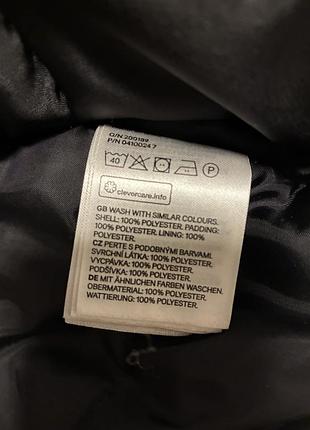 O/N 200189
P/N 0410024 7
40
P
clevercare.info
GB WASH WITH SIMILAR COLOURS.
SHELL: 100% POLYESTER. PADDING:
100% POLYESTER. LINING: 100%
POLYESTER.
CZ PERTE S PODOBNÝMI BARVAMI.
SVRCHNÍ LÁTKA: 100% POLYESTER.
VYCPÁVKA: 100% POLYESTER.
PODŠÍVKA: 100% POLYESTER.
DE MIT ÄHNLICHEN FARBEN WASCHEN.
OBERMATERIAL: 100% POLYESTER.
WATTIERUNG: 100% POLYESTER.